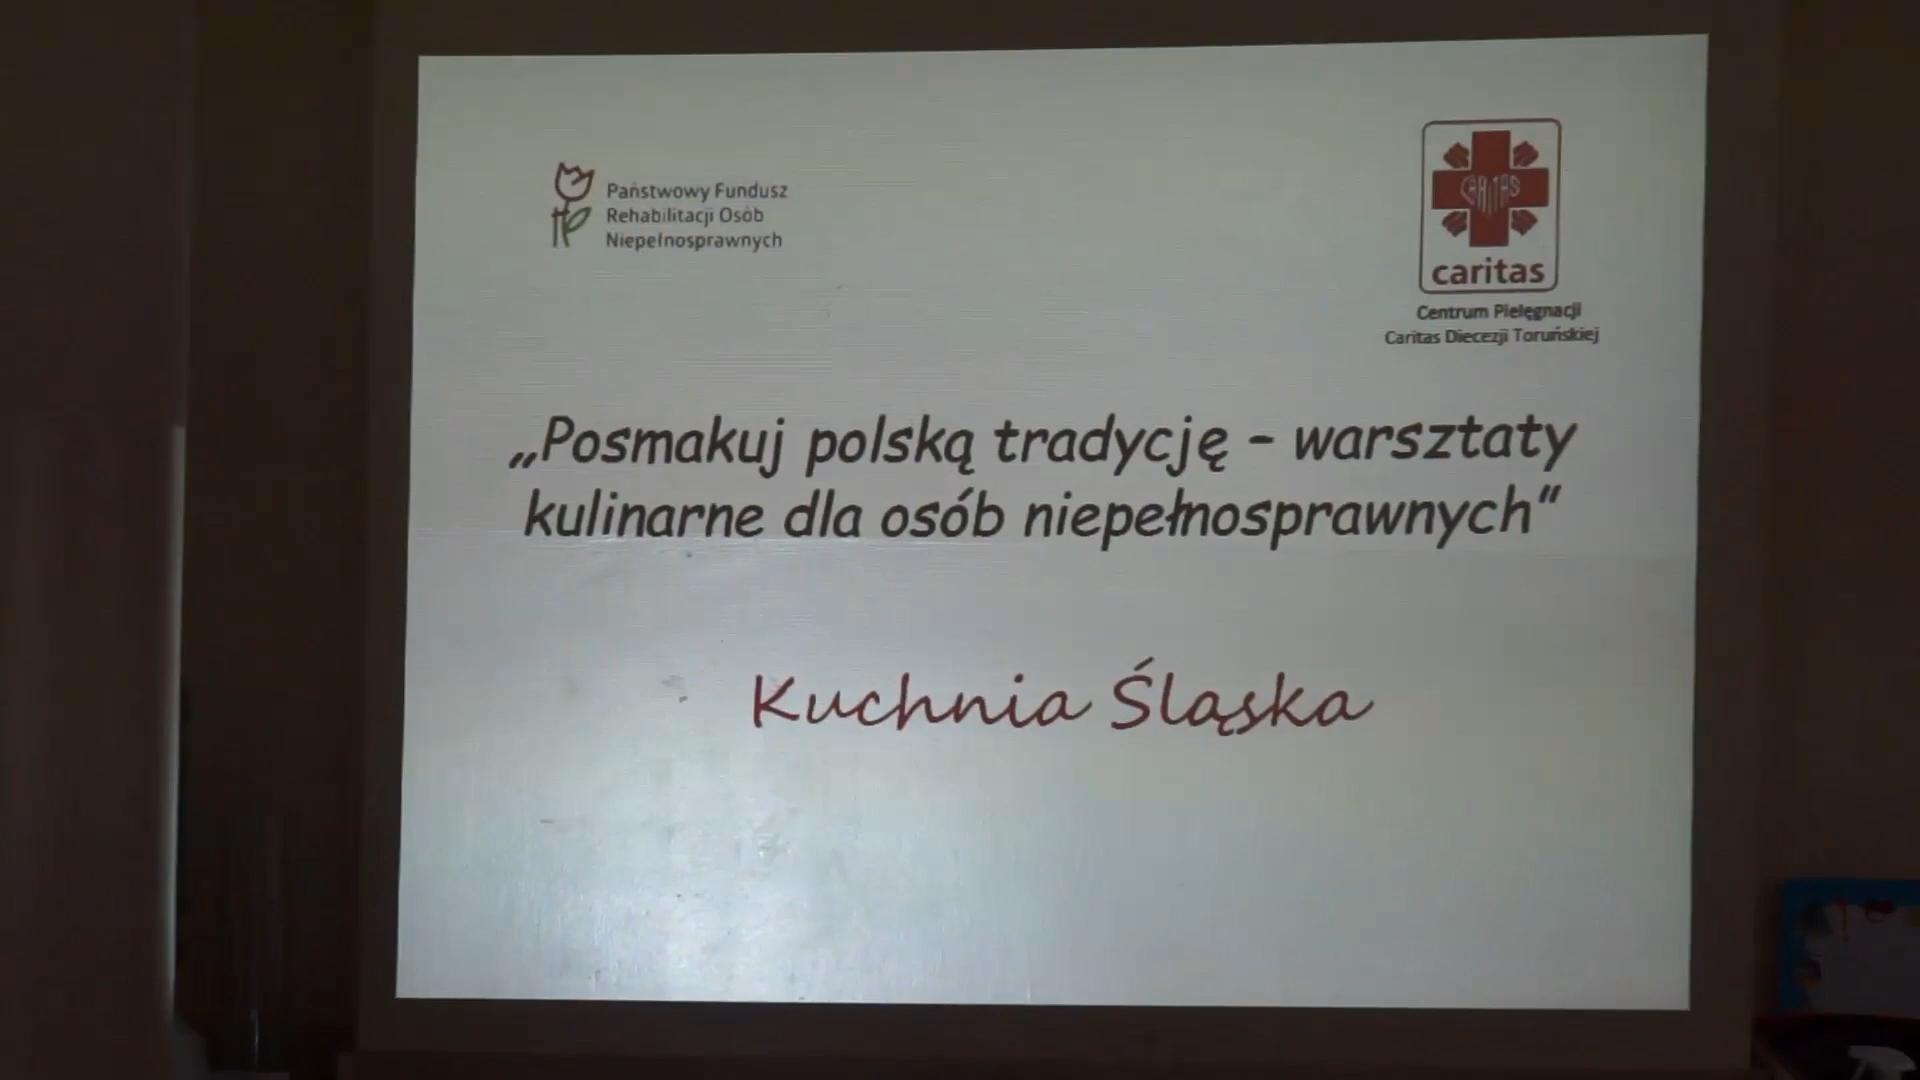 Państwowy Fundusz
Rehabilitacji Osób
Niepełnosprawnych
CARITAS
caritas
Centrum Pielęgnacji
Caritas Diecezji Toruńskiej
„Posmakuj polską tradycję - warsztaty
kulinarne dla osób niepełnosprawnych“
Kuchnia Śląska